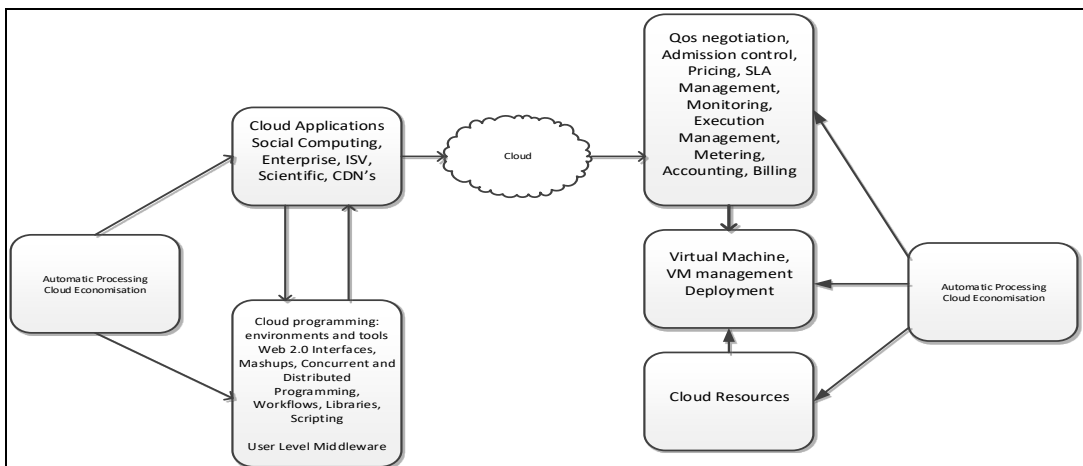 Automatic Processing
Cloud Economisation
Cloud Applications
Social Computing,
Enterprise, ISV,
Scientific, CDN’s
Cloud programming:
environments and tools
Web 2.0 Interfaces,
Mashups, Concurrent and
Distributed
Programming,
Workflows, Libraries,
Scripting
User Level Middleware
Cloud
Qos negotiation,
Admission control,
Pricing, SLA
Management,
Monitoring,
Execution
Management,
Metering,
Accounting, Billing
Virtual Machine,
VM management
Deployment
Cloud Resources
Automatic Processing
Cloud Economisation